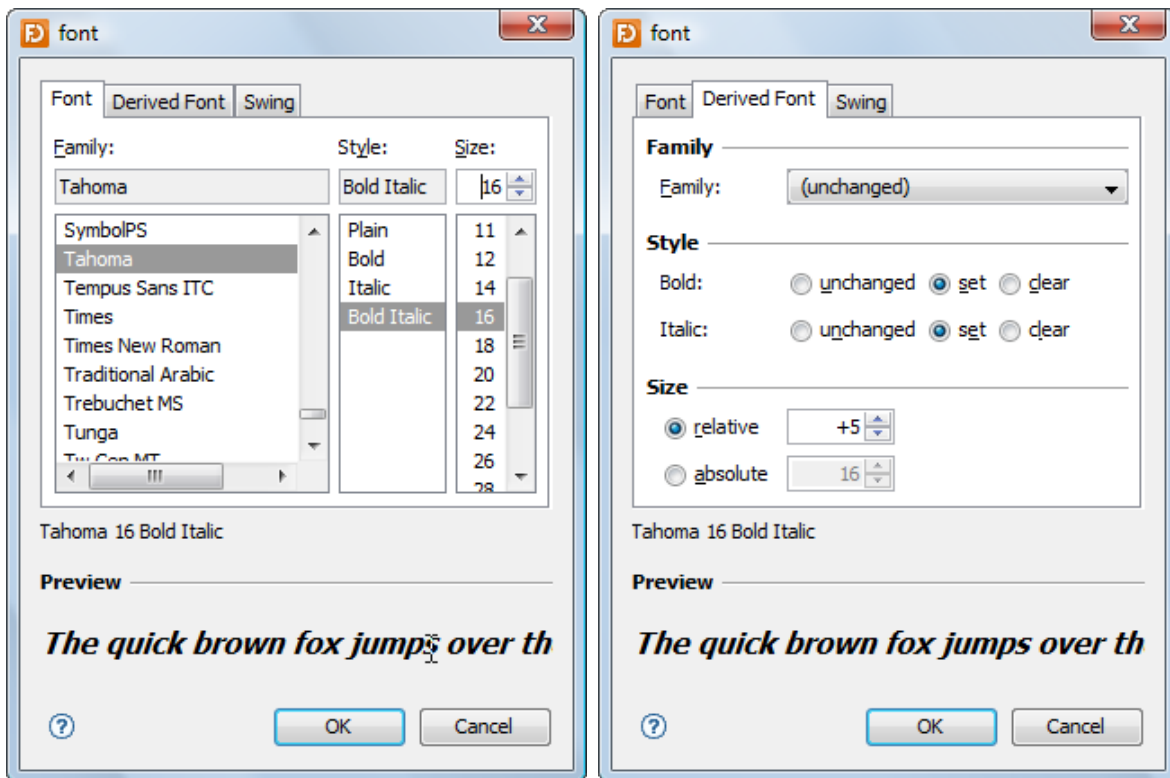 font
Font Derived Font Swing
Family: Style: Size:
Tahoma Bold Italic 16
SymbolPS Plain 11
Tahoma Bold 12
Tempus Sans ITC Italic 14
Times Bold Italic 16
Times New Roman 18
Traditional Arabic 20
Trebuchet MS 22
Tunga 24
Tw Cen MT 26
28
Tahoma 16 Bold Italic
Preview
The quick brown fox jumps over th
OK Cancel
font
Font Derived Font Swing
Family
Family: (unchanged)
Style
Bold: unchanged set clear
Italic: unchanged set clear
Size
relative +5
absolute 16
Tahoma 16 Bold Italic
Preview
The quick brown fox jumps over th
OK Cancel